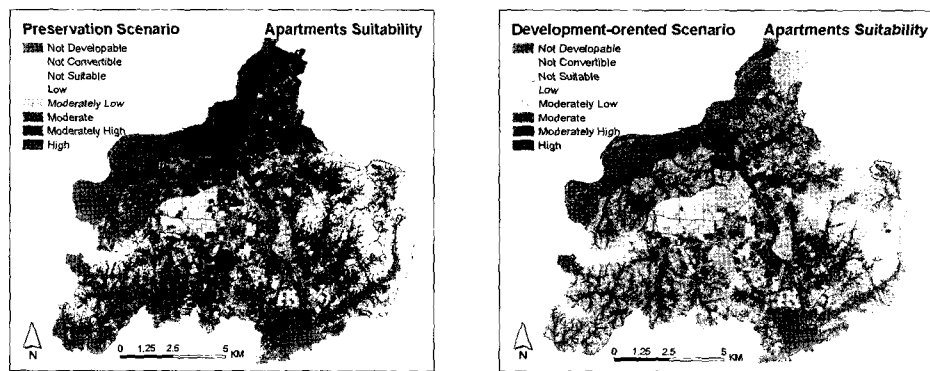 Preservation Scenario Apartments Suitability
Not Developable
Not Convertible
Not Suitable
Low
Moderately Low
Moderate
Moderately High
High
N
0 1.25 2.5 5
KM
Development-orented Scenario Apartments Suitability
Not Developable
Not Convertible
Not Suitable
Low
Moderately Low
Moderate
Moderately High
High
N
0 1.25 2.5 5
KM